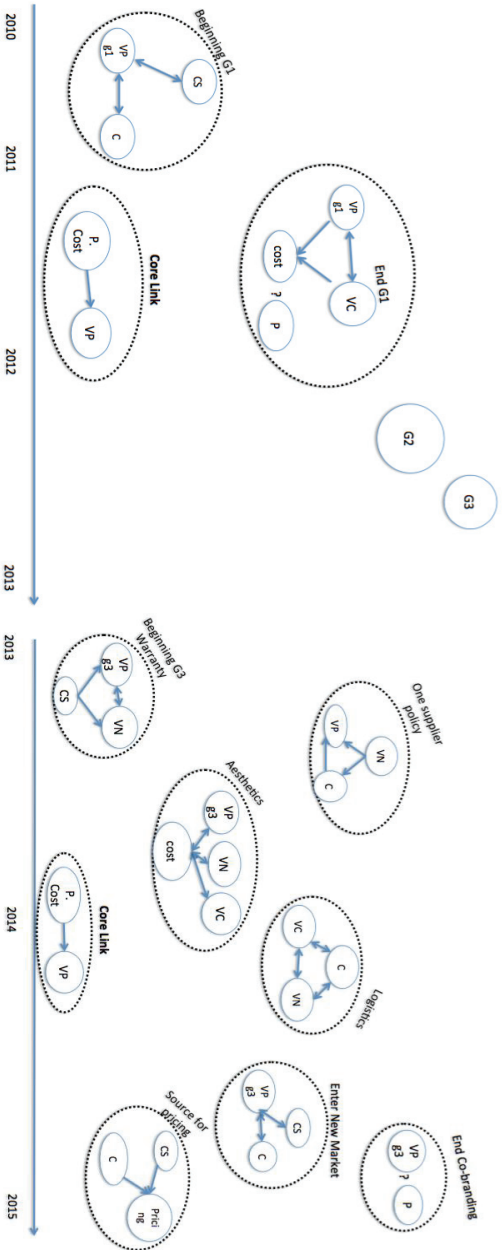 2010
2011
2012
2013
Beginning G1
VP
g1
CS
C
End G1
VP
g1
VC
cost
?
P
Core Link
P.
Cost
VP
G2
G3
2013
2014
2015
Beginning G3
Warranty
VP
g3
VN
CS
One supplier
policy
VN
VP
C
Aesthetics
VP
g3
VN
VC
cost
Logistics
C
VC
VN
Core Link
P.
Cost
VP
End Co-branding
VP
g3
?
P
Enter New Market
VP
g3
CS
C
Source for
pricing
CS
C
Prici
ng